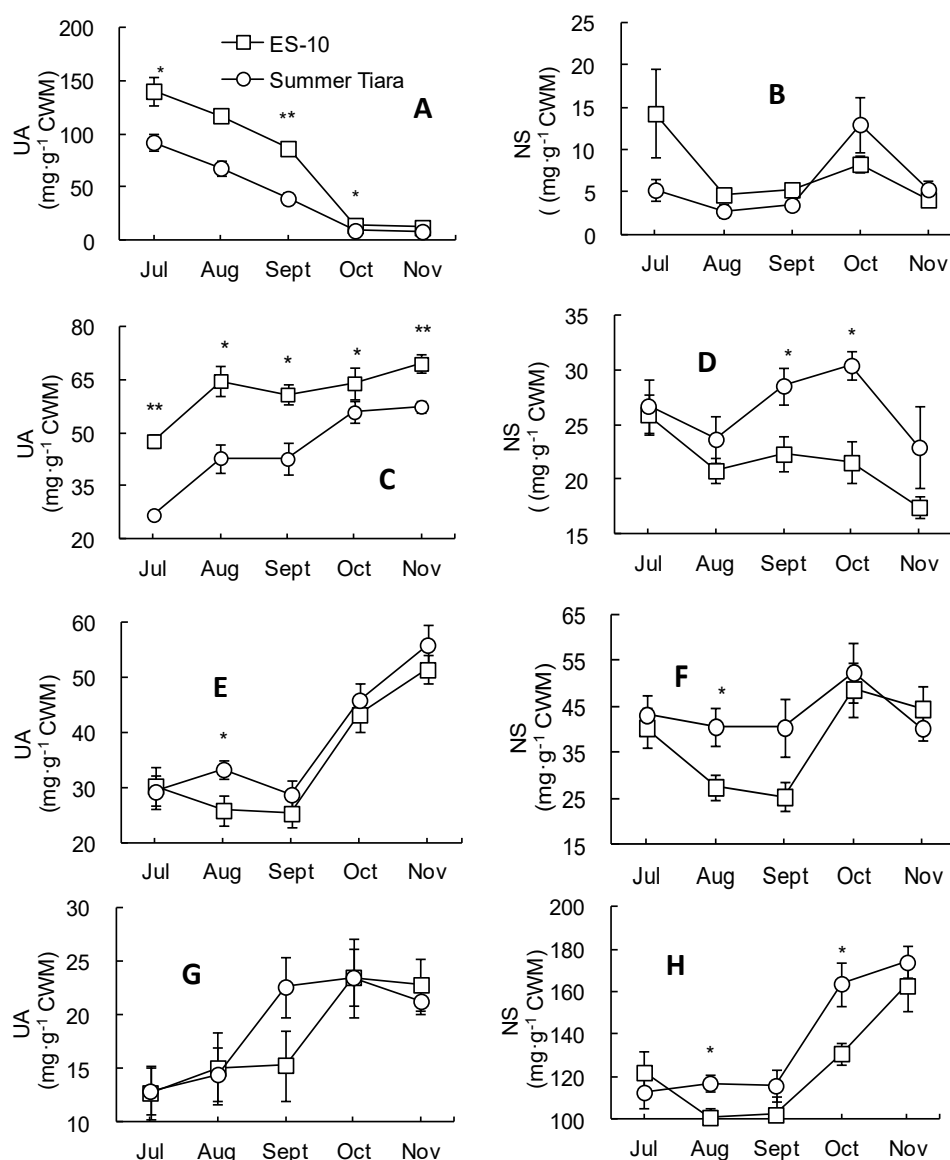 200
150
100
50
0
UA
(mg·g-1 CWM)
ES-10
Summer Tiara
A
*
**
*
Jul Aug Sept Oct Nov
25
20
15
10
5
0
NS
( (mg·g-1 CWM)
B
Jul Aug Sept Oct Nov
80
65
50
35
20
UA
(mg·g-1 CWM)
**
*
*
*
**
C
Jul Aug Sept Oct Nov
35
30
25
20
15
NS
( (mg·g-1 CWM)
D
*
*
Jul Aug Sept Oct Nov
60
50
40
30
20
UA
(mg·g-1 CWM)
E
*
Jul Aug Sept Oct Nov
65
55
45
35
25
15
NS
(mg·g-1 CWM)
F
*
Jul Aug Sept Oct Nov
30
25
20
15
10
UA
(mg·g-1 CWM)
G
Jul Aug Sept Oct Nov
200
180
160
140
120
100
NS
(mg·g-1 CWM)
H
*
*
Jul Aug Sept Oct Nov